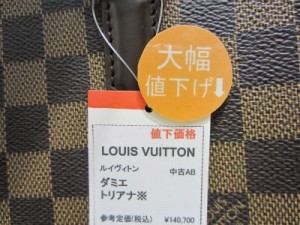 大幅
値下げ↓
値下価格
LOUIS VUITTON
ルイヴィトン 中古AB
ダミエ
トリアナ※
参考定価(税込) ¥140,700